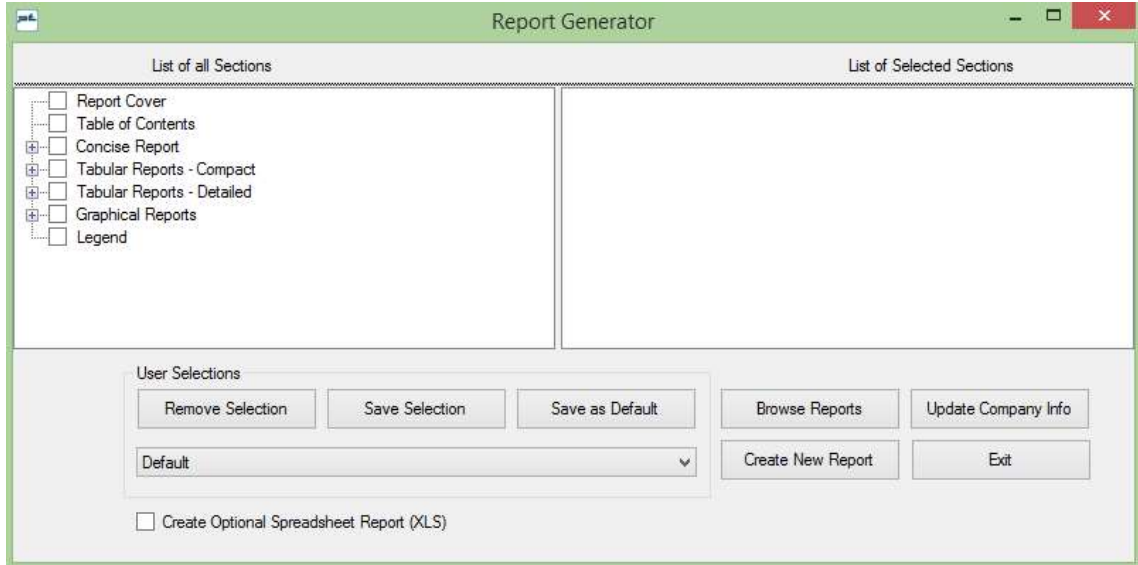 Report Generator
List of all Sections
List of Selected Sections
Report Cover
Table of Contents
Concise Report
Tabular Reports - Compact
Tabular Reports - Detailed
Graphical Reports
Legend
User Selections
Remove Selection
Save Selection
Save as Default
Browse Reports
Update Company Info
Default
Create New Report
Exit
Create Optional Spreadsheet Report (XLS)